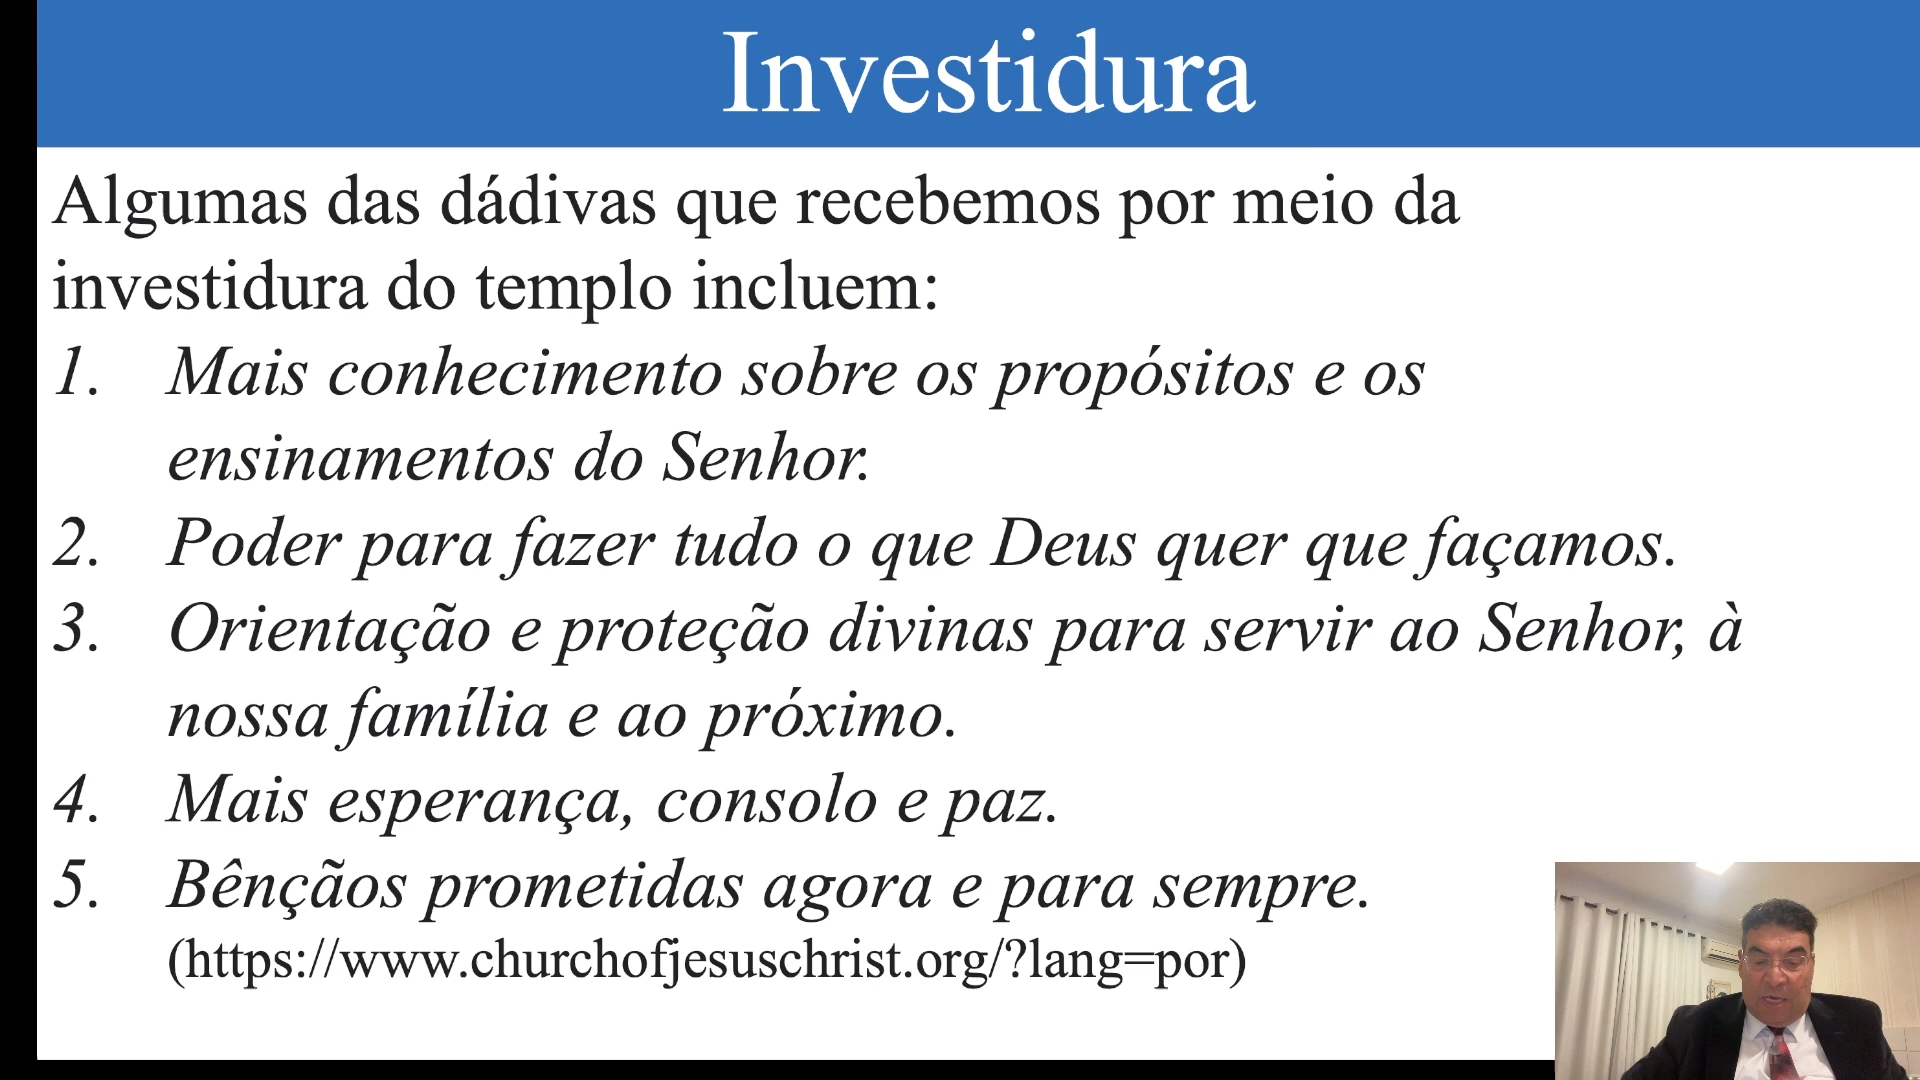 Investidura
Algumas das dádivas que recebemos por meio da
investidura do templo incluem:
1. Mais conhecimento sobre os propósitos e os
ensinamentos do Senhor.
2. Poder para fazer tudo o que Deus quer que façamos.
3. Orientação e proteção divinas para servir ao Senhor, à
nossa família e ao próximo.
4. Mais esperança, consolo e paz.
5. Bênçãos prometidas agora e para sempre.
(https://www.churchofjesuschrist.org/?lang=por)